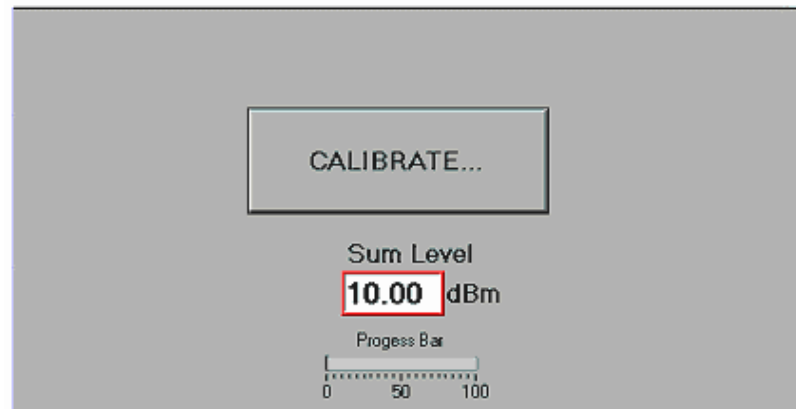 CALIBRATE...
Sum Level
10.00 dBm
Progess Bar
0 50 100